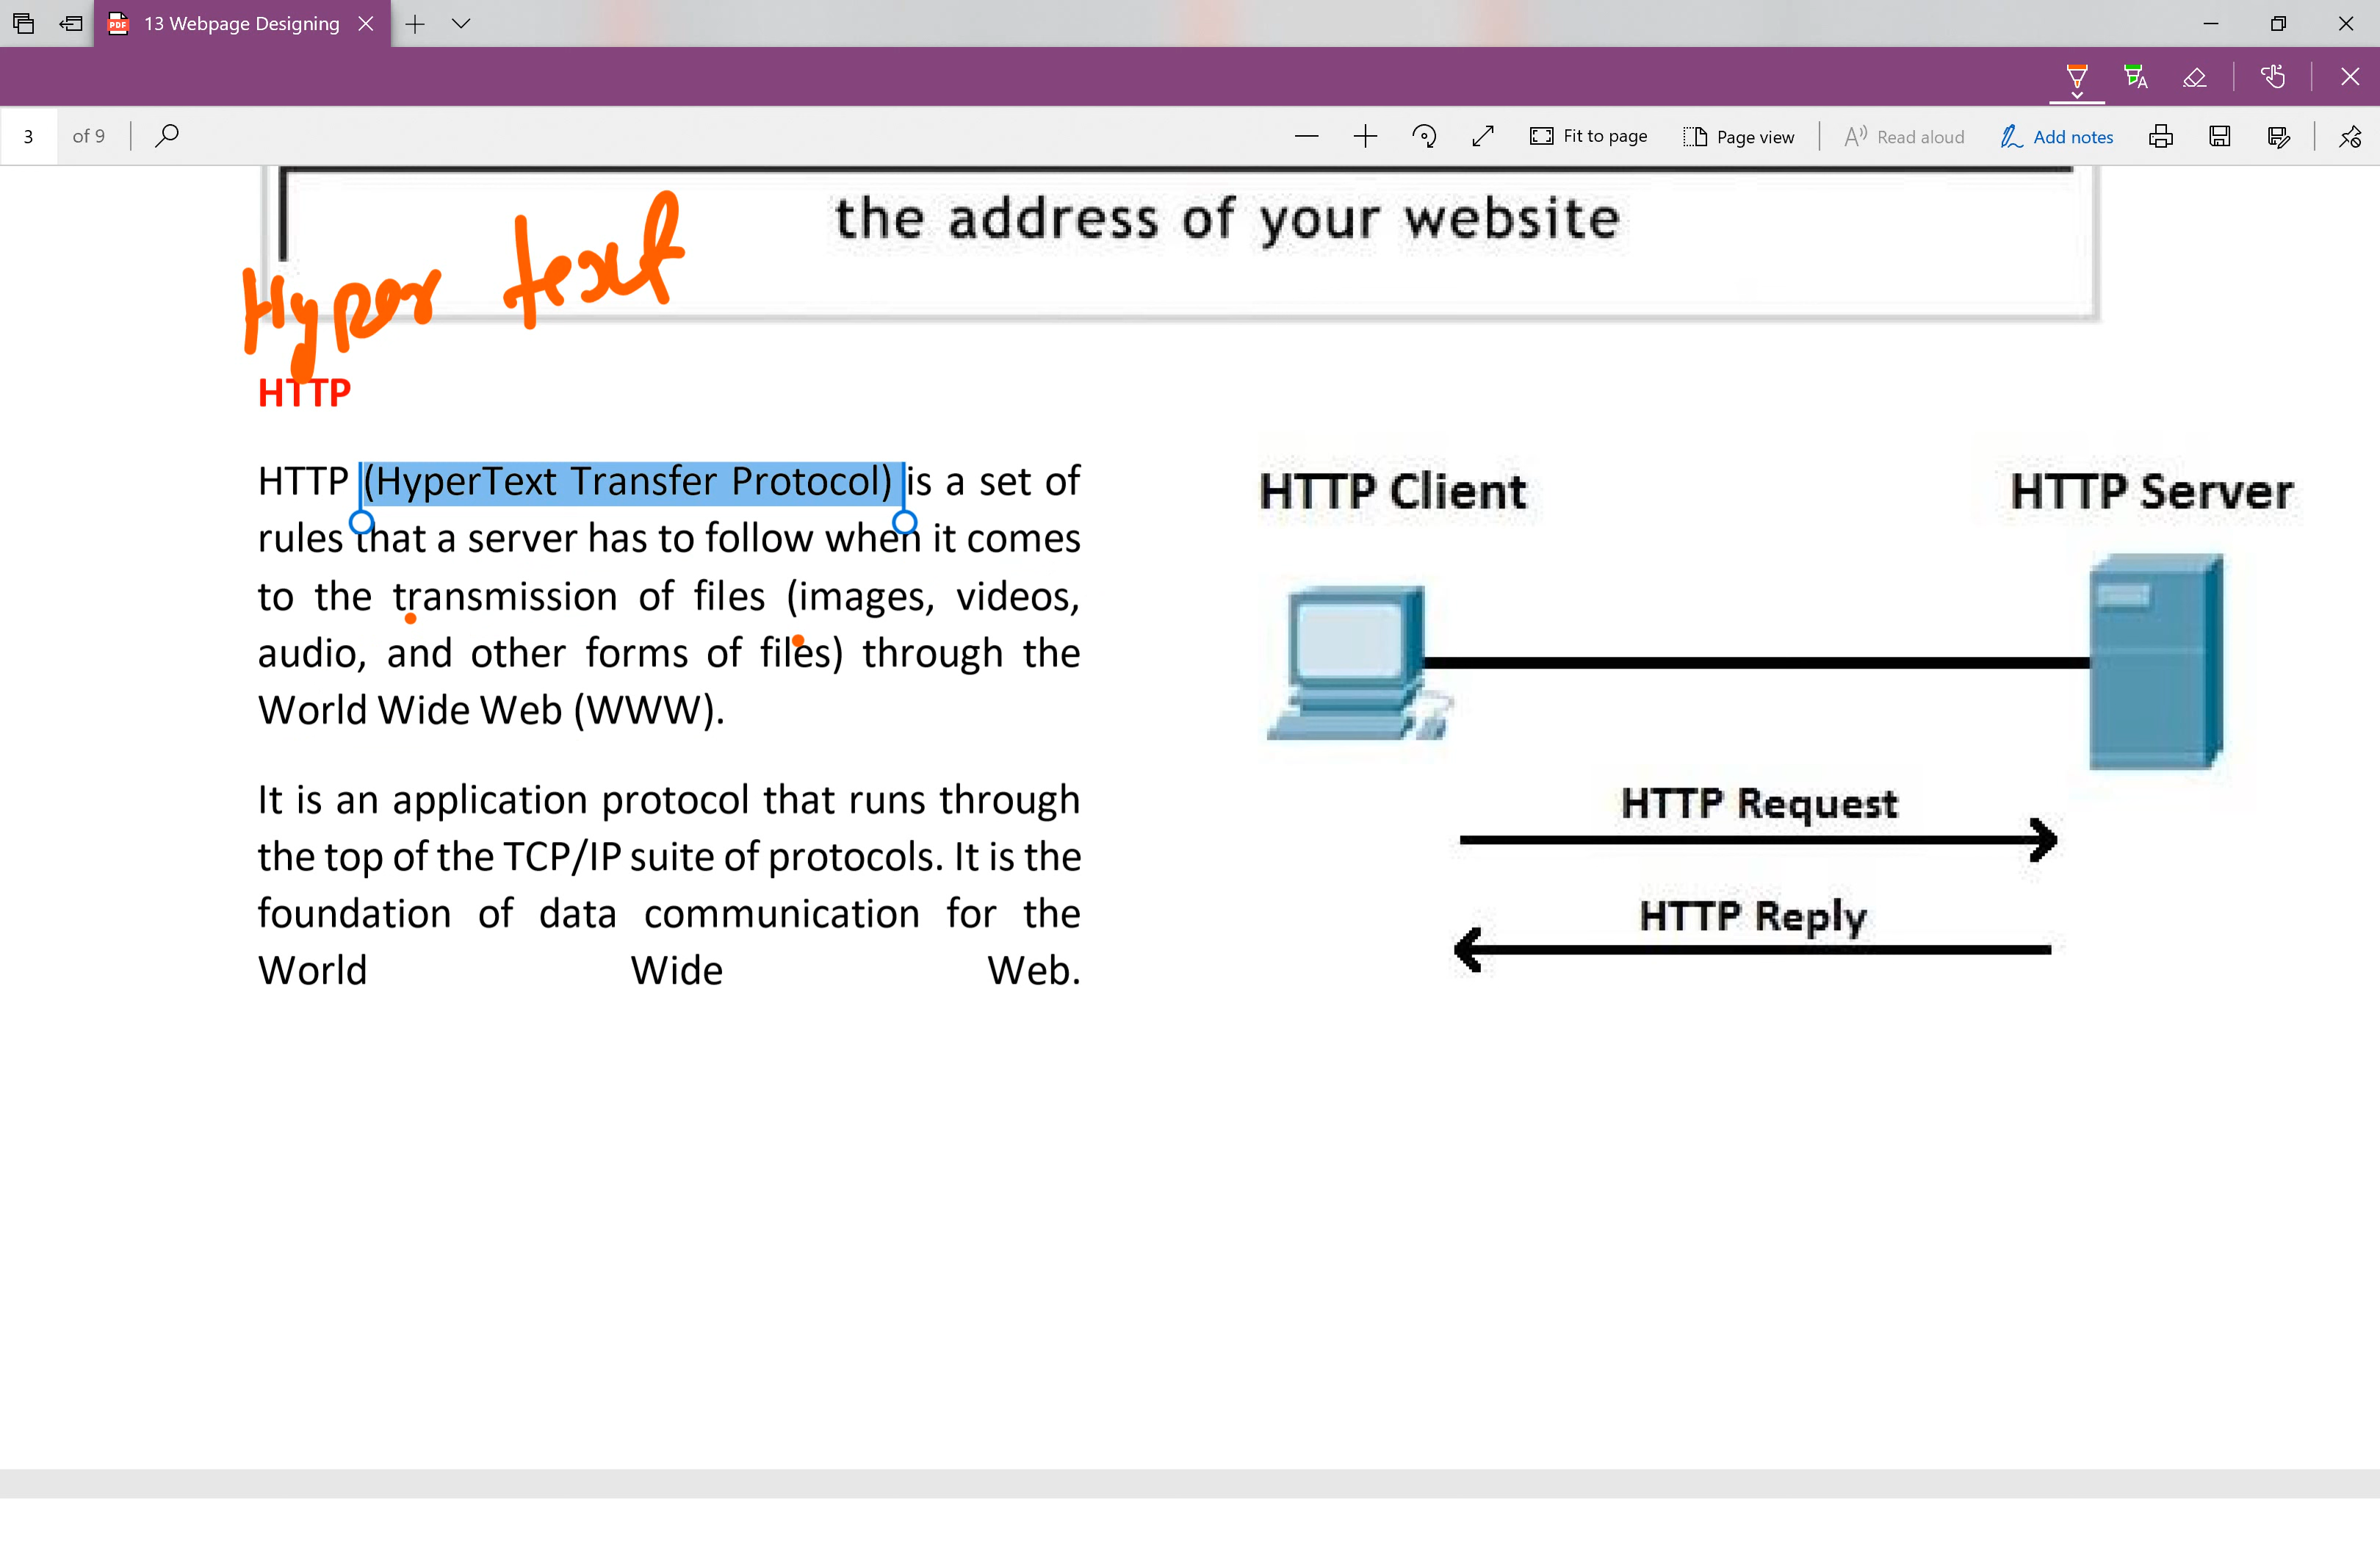 13 Webpage Designing
3 of 9
Fit to page
Page view
Read aloud
Add notes
the address of your website
Hyper text
HTTP
HTTP (HyperText Transfer Protocol) is a set of
rules that a server has to follow when it comes
to the transmission of files (images, videos,
audio, and other forms of files) through the
World Wide Web (WWW).
It is an application protocol that runs through
the top of the TCP/IP suite of protocols. It is the
foundation of data communication for the
World Wide Web.
HTTP Client
HTTP Server
HTTP Request
HTTP Reply